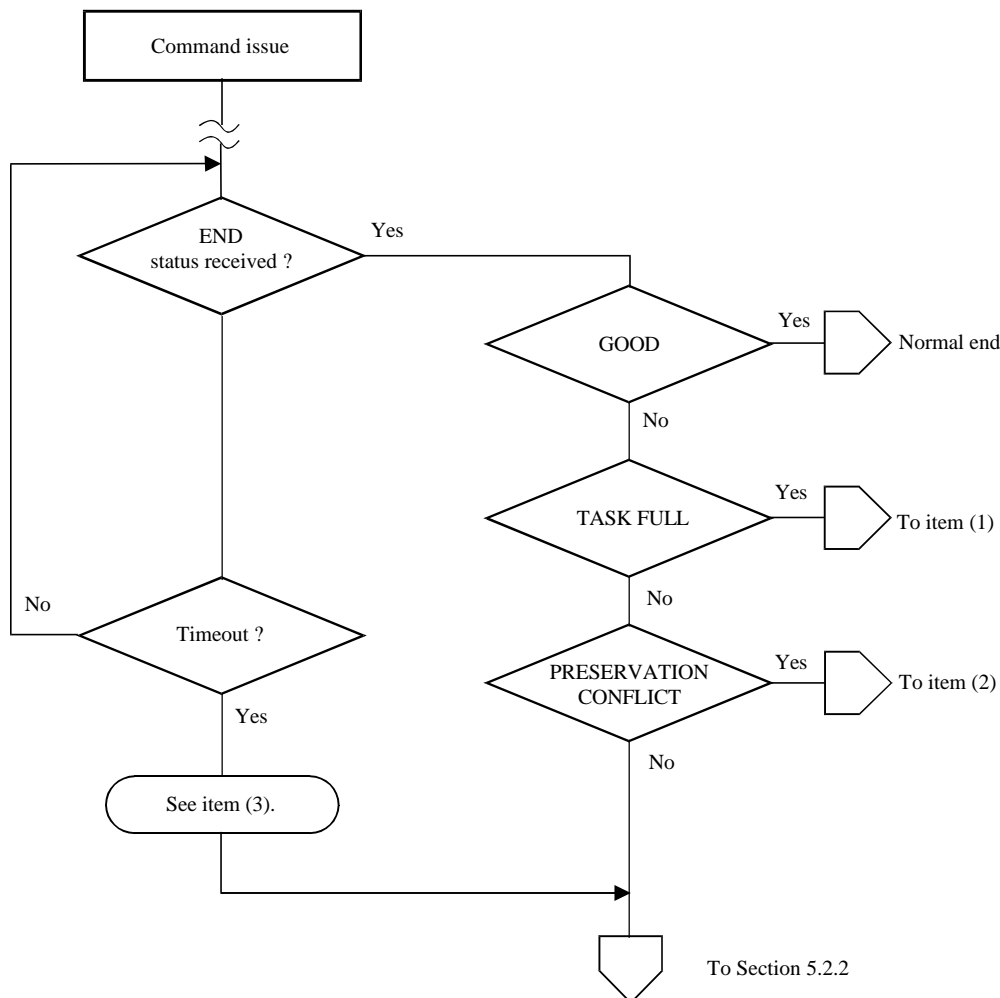 Command issue
END
status received ?
Yes
GOOD
Yes
Normal end
No
TASK FULL
Yes
To item (1)
No
PRESERVATION
CONFLICT
Yes
To item (2)
No
Timeout ?
No
Yes
See item (3).
To Section 5.2.2